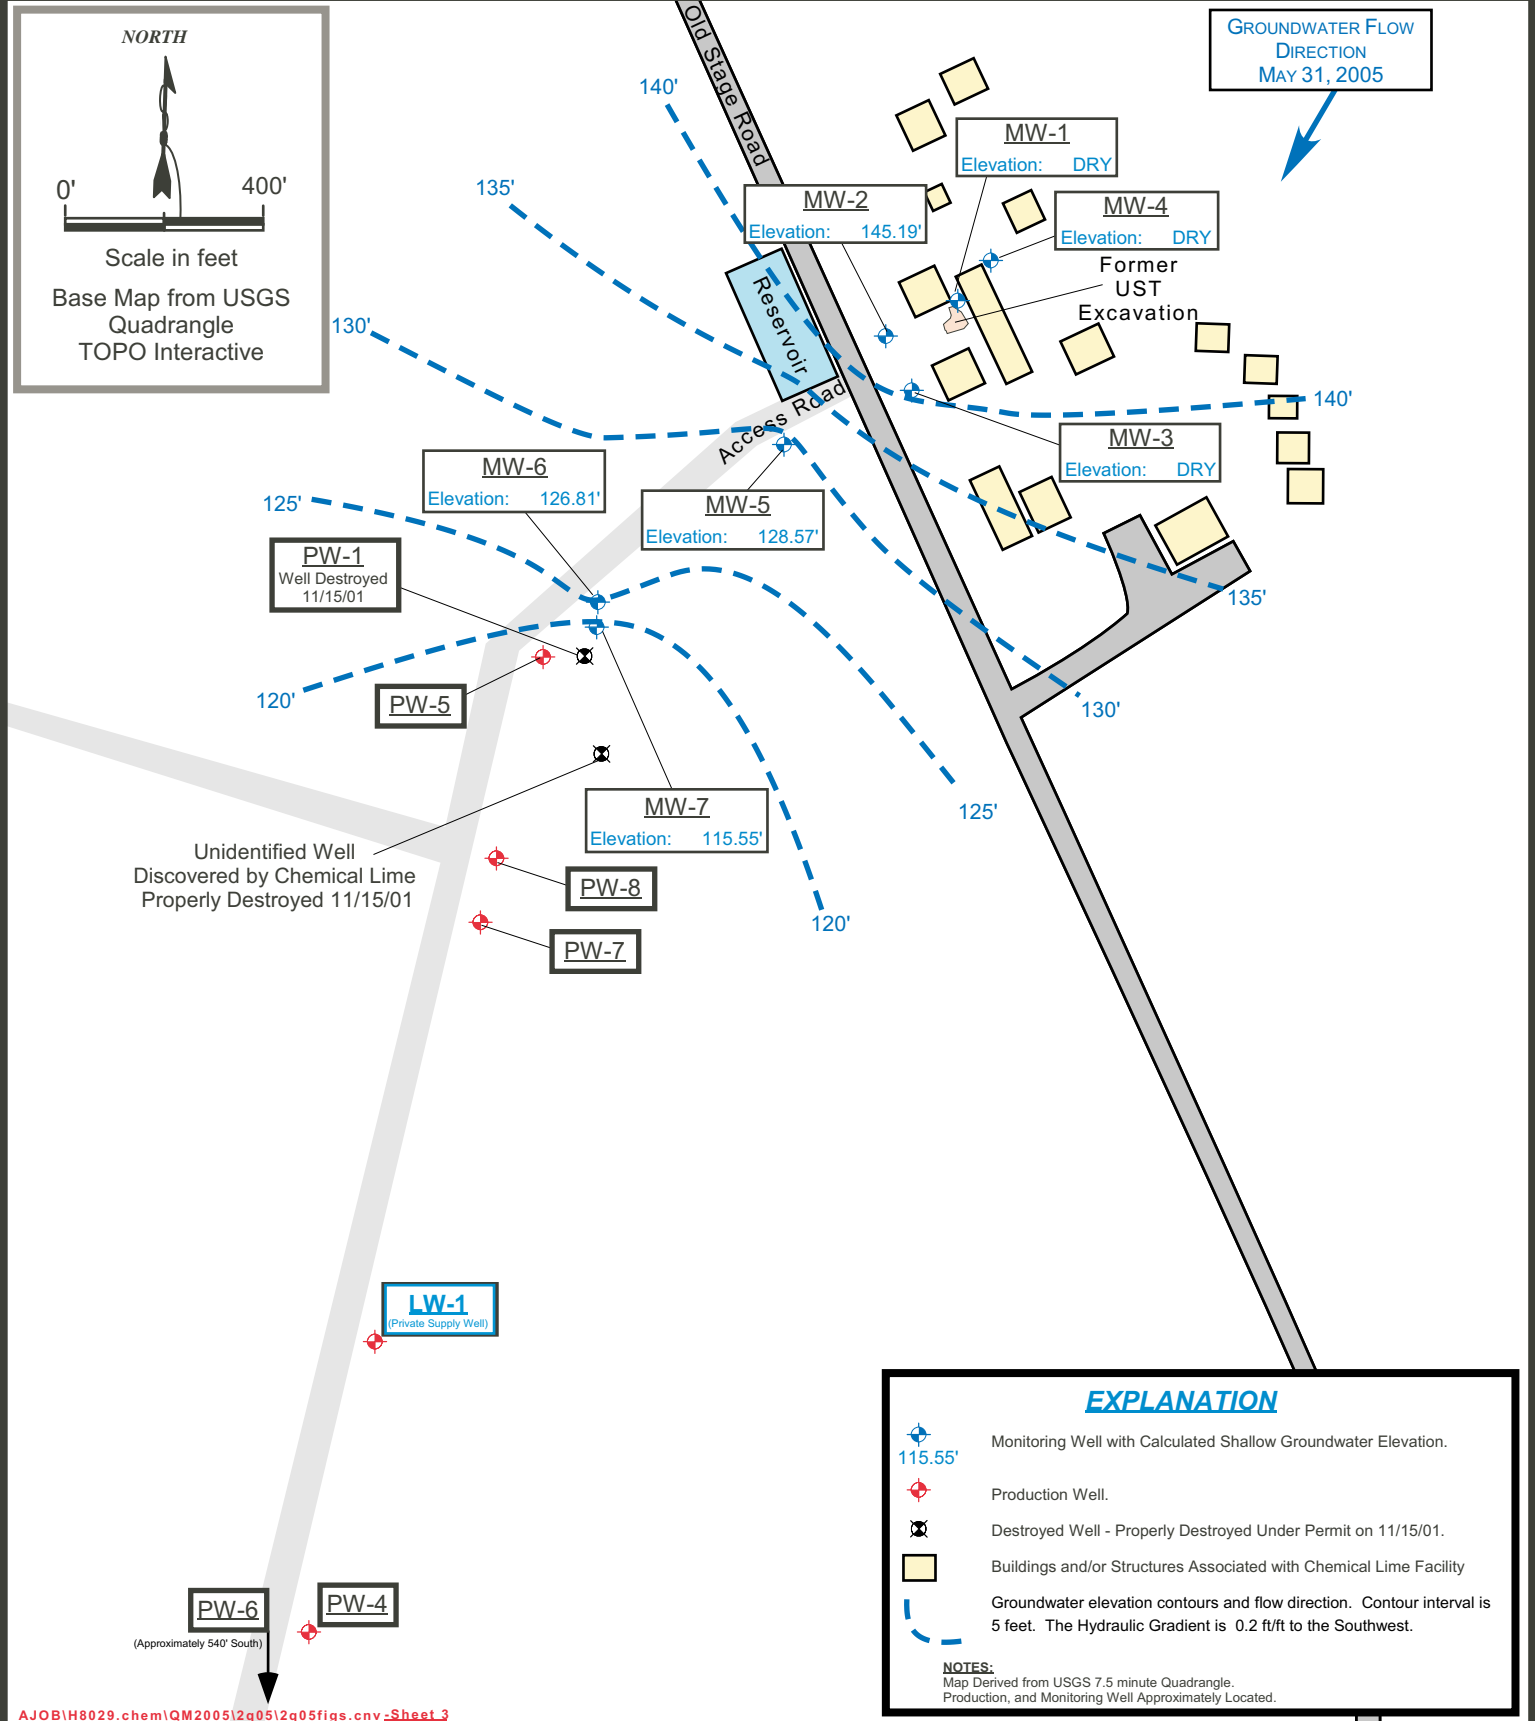 NORTH
0'
400'
Scale in feet
Base Map from USGS
Quadrangle
TOPO Interactive
Old Stage Road
GROUNDWATER FLOW
DIRECTION
MAY 31, 2005
140'
135'
130'
MW-1
Elevation: DRY
MW-2
Elevation: 145.19'
MW-4
Elevation: DRY
Former
UST
Excavation
Reservoir
Access Road
140'
MW-3
Elevation: DRY
MW-6
Elevation: 126.81'
MW-5
Elevation: 128.57'
125'
PW-1
Well Destroyed
11/15/01
135'
120'
PW-5
130'
MW-7
Elevation: 115.55'
125'
Unidentified Well
Discovered by Chemical Lime
Properly Destroyed 11/15/01
PW-8
120'
PW-7
LW-1
(Private Supply Well)
PW-6
(Approximately 540' South)
PW-4
EXPLANATION
115.55'
Monitoring Well with Calculated Shallow Groundwater Elevation.
Production Well.
Destroyed Well - Properly Destroyed Under Permit on 11/15/01.
Buildings and/or Structures Associated with Chemical Lime Facility
Groundwater elevation contours and flow direction. Contour interval is
5 feet. The Hydraulic Gradient is 0.2 ft/ft to the Southwest.
NOTES:
Map Derived from USGS 7.5 minute Quadrangle.
Production, and Monitoring Well Approximately Located.
AJOB\H8029.chem\QM2005\2q05\2q05figs.cnv-Sheet 3